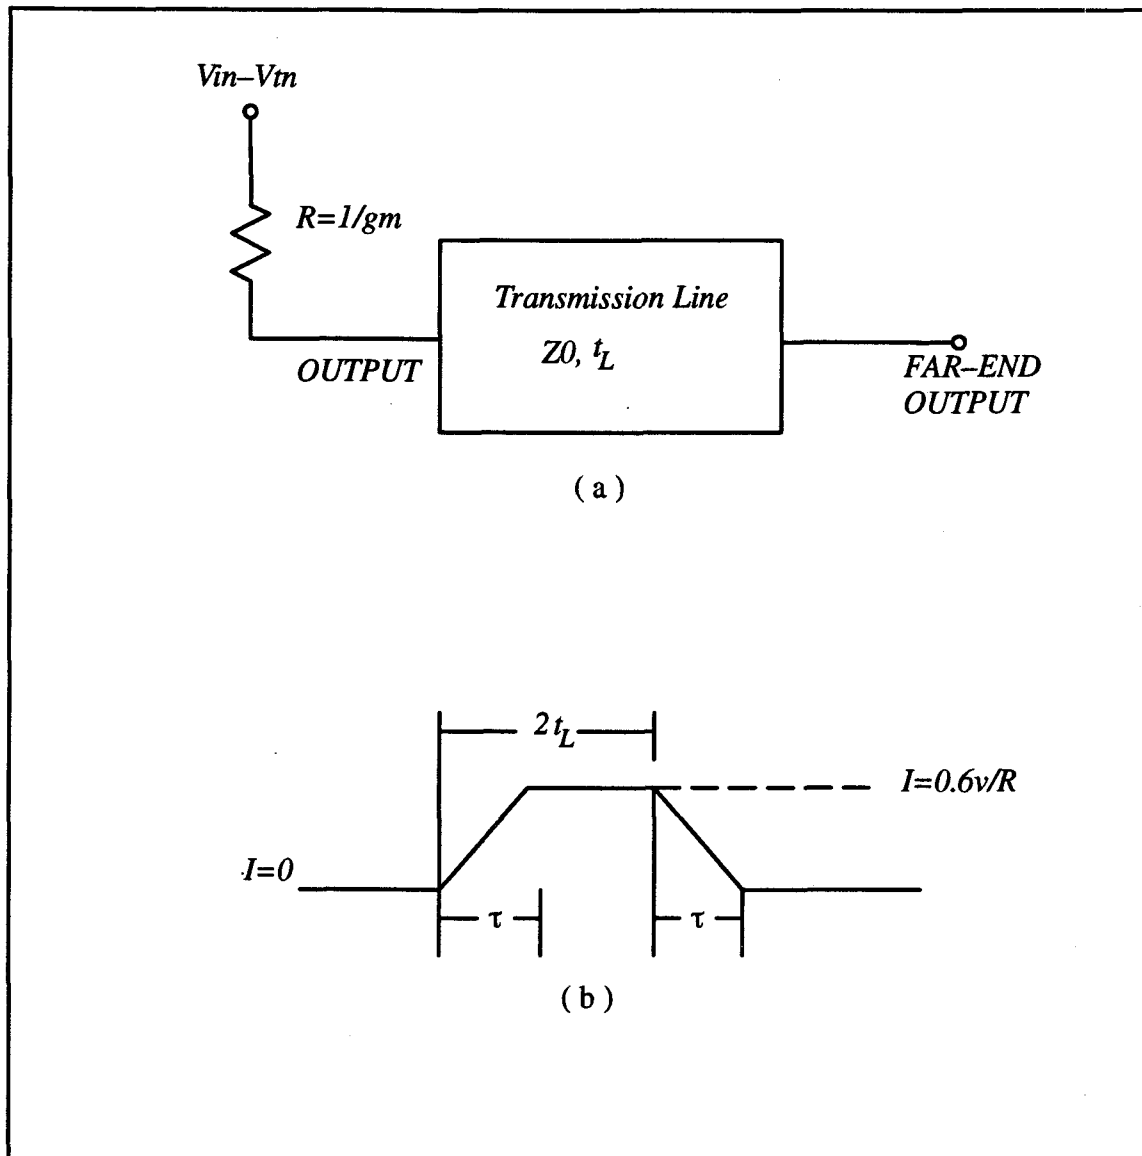 Vin–Vtn
R=1/gm
Transmission Line
Z0, tL
OUTPUT
FAR–END
OUTPUT
( a )
2tL
I=0.6v/R
I=0
τ
τ
( b )